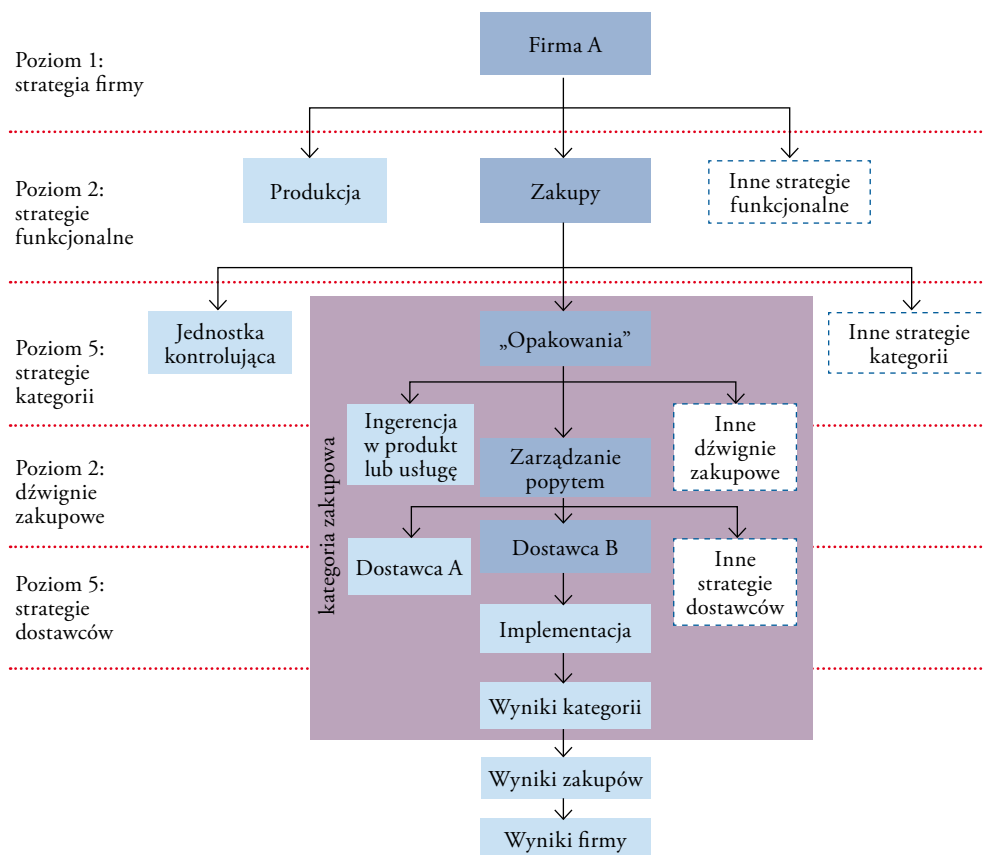 Firma A
Poziom 1:
strategia firmy
Produkcja
Zakupy
Inne strategie
funkcjonalne
Poziom 2:
strategie
funkcjonalne
Jednostka
kontrolująca
„Opakowania”
Inne strategie
kategorii
Poziom 5:
strategie
kategorii
Ingerencja
w produkt
lub usługę
Inne
dźwignie
zakupowe
Zarządzanie
popytem
Poziom 2:
dźwignie
zakupowe
kategoria zakupowa
Dostawca A
Dostawca B
Inne
strategie
dostawców
Poziom 5:
strategie
dostawców
Implementacja
Wyniki kategorii
Wyniki zakupów
Wyniki firmy